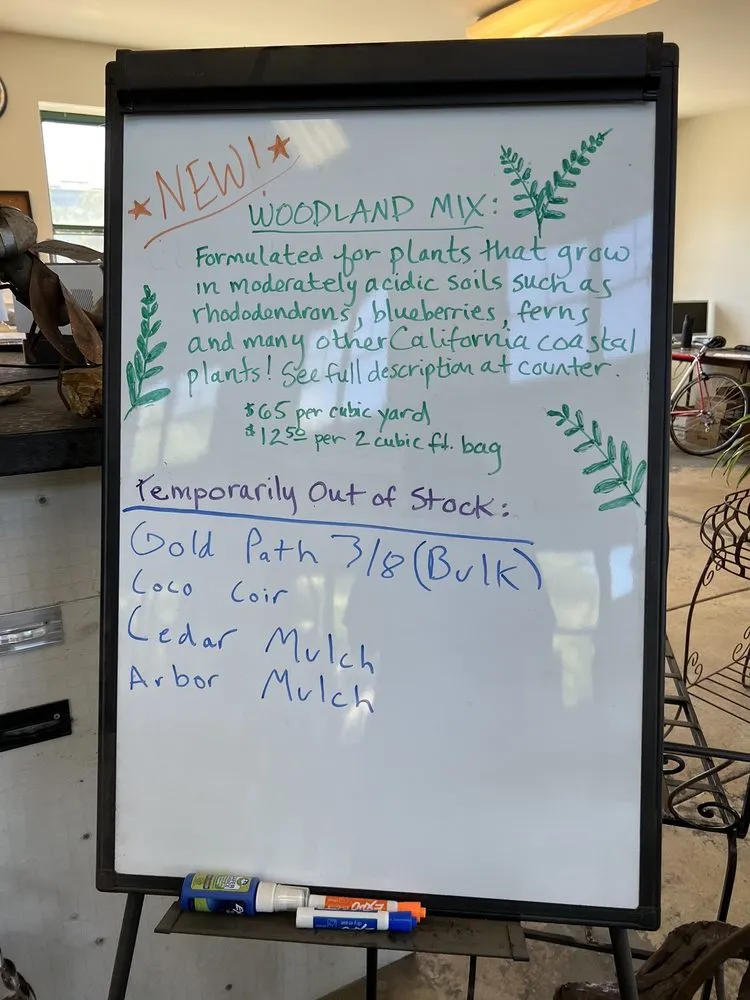 NEW!
WOODLAND MIX:
Formulated for plants that grow
in moderately acidic soils such as
rhododendrons, blueberries, ferns
and many other California coastal
plants! See full description at counter.
$65 per cubic yard
$12.50 per 2 cubic ft. bag
Temporarily Out of Stock:
Gold Path 3/8 (Bulk)
Coco Coir
Cedar Mulch
Arbor Mulch
EXPO